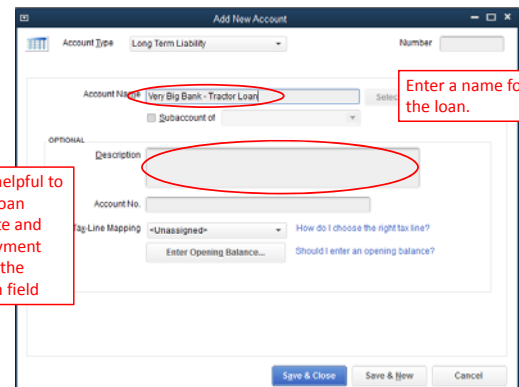 Add New Account
Account Type Long Term Liability Number
Account Name Very Big Bank - Tractor Loan
Enter a name fo
the loan.
Subaccount of
OPTIONAL
Description
helpful to
oan
te and
yment
the
n field
Account No.
Tax-Line Mapping <Unassigned> How do I choose the right tax line?
Enter Opening Balance... Should I enter an opening balance?
Save & Close Save & New Cancel